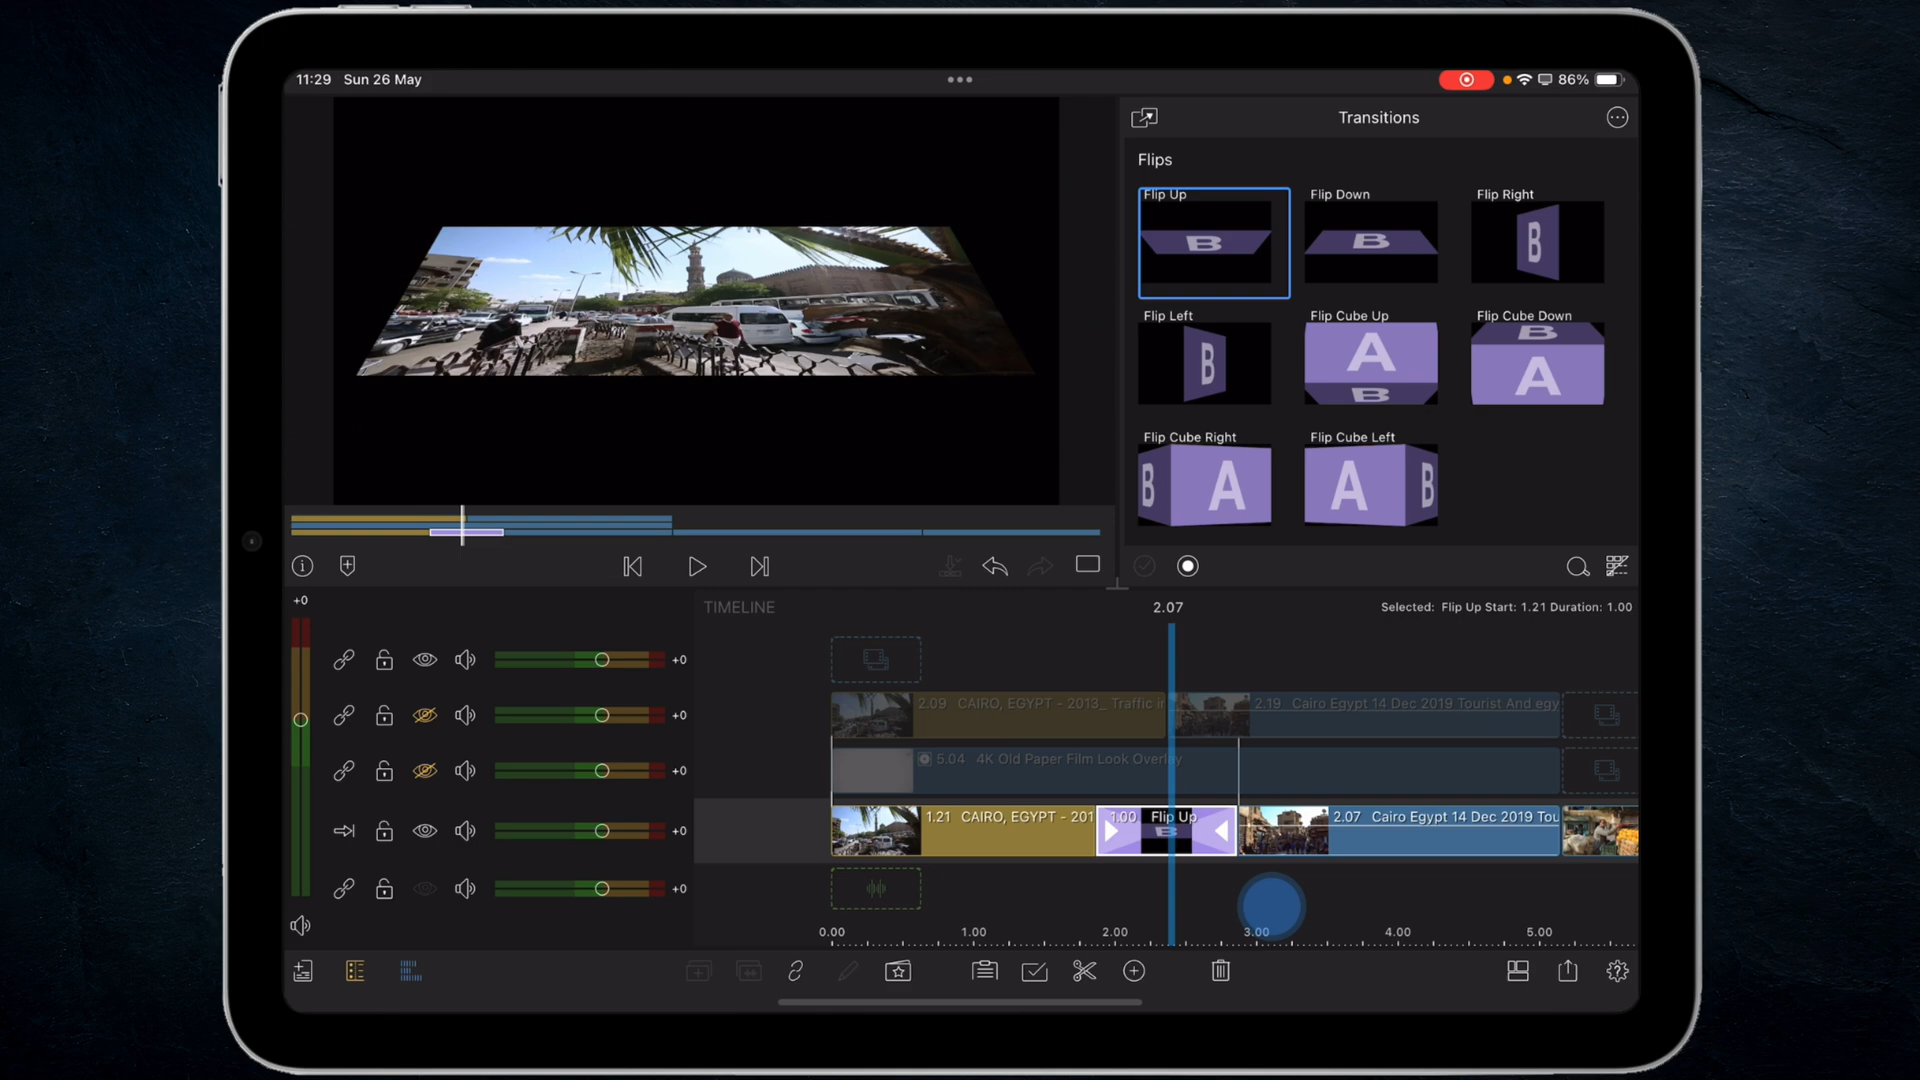 11:29 Sun 26 May
86%
Transitions
Flips
Flip Up
Flip Down
Flip Right
B
B
B
Flip Left
Flip Cube Up
Flip Cube Down
B
A
B
B
A
Flip Cube Right
Flip Cube Left
B A
A B
+0
TIMELINE
2.07
Selected: Flip Up Start: 1.21 Duration: 1.00
+0
+0
2.09 CAIRO, EGYPT - 2013_ Traffic i
2.19 Cairo Egypt 14 Dec 2019 Tourist And egy
+0
5.04 4K Old Paper Film Look Overlay
+0
1.21 CAIRO, EGYPT - 201
1.00 Flip Up
B
2.07 Cairo Egypt 14 Dec 2019 Tou
+0
0.00 1.00 2.00 3.00 4.00 5.00